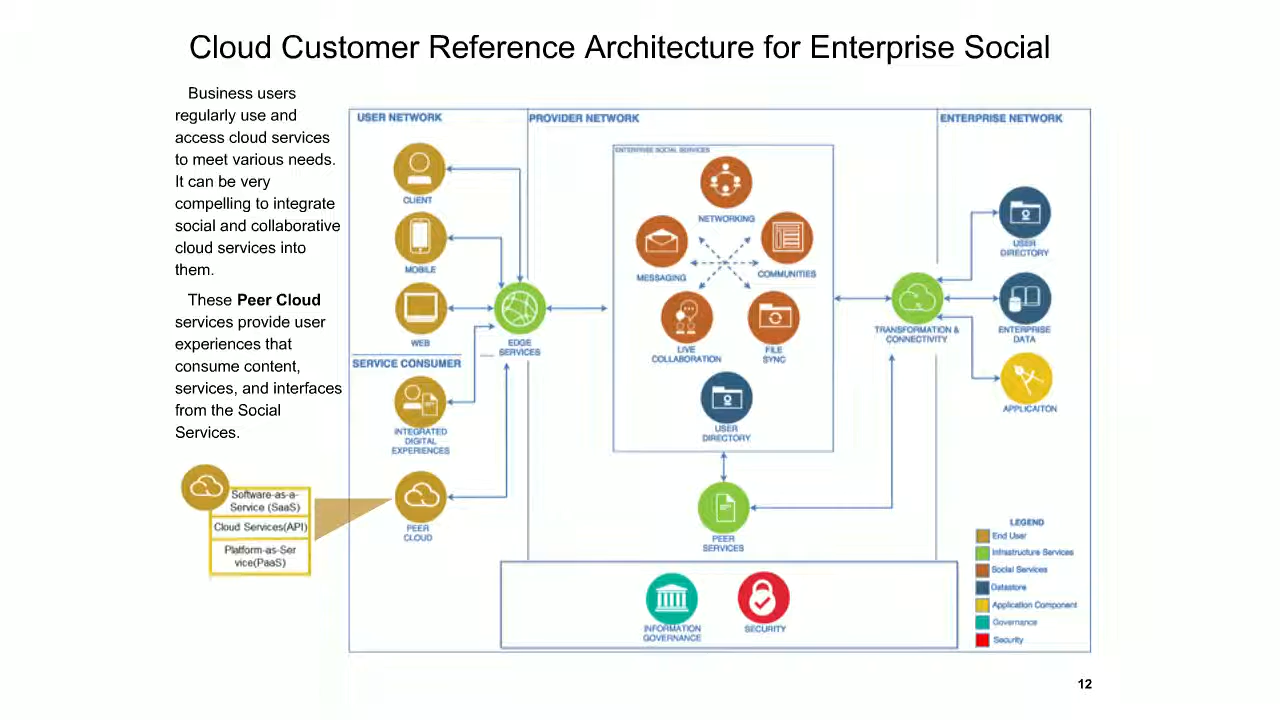 Cloud Customer Reference Architecture for Enterprise Social
Business users
regularly use and
access cloud services
to meet various needs.
It can be very
compelling to integrate
social and collaborative
cloud services into
them.
These Peer Cloud
services provide user
experiences that
consume content,
services, and interfaces
from the Social
Services.
Software-as-a-
Service (SaaS)
Cloud Services(API)
Platform-as-Ser
vice(PaaS)
USER NETWORK
CLIENT
MOBILE
WEB
SERVICE CONSUMER
INTEGRATED
DIGITAL
EXPERIENCES
PEER
CLOUD
EDGE
SERVICES
PROVIDER NETWORK
ENTERPRISE SOCIAL SERVICES
NETWORKING
MESSAGING
COMMUNITIES
LIVE
COLLABORATION
FILE
SYNC
USER
DIRECTORY
PEER
SERVICES
TRANSFORMATION &
CONNECTIVITY
ENTERPRISE NETWORK
USER
DIRECTORY
ENTERPRISE
DATA
APPLICAITON
INFORMATION
GOVERNANCE
SECURITY
LEGEND
End User
Infrastructure Services
Social Services
Datastore
Application Component
Governance
Security
12